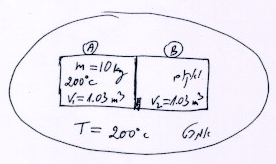 A
B
m = 10 kg
200°c
V₁ = 1.03 m³
V₂ = 1.03 m³
T = 200°c